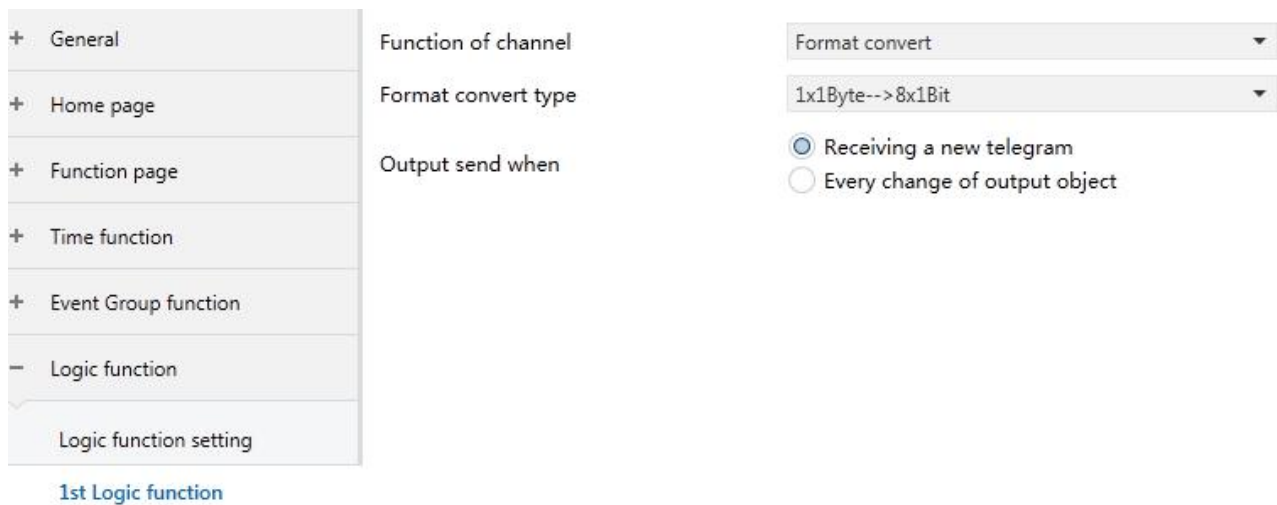 + General
+ Home page
+ Function page
+ Time function
+ Event Group function
− Logic function
Logic function setting
1st Logic function
Function of channel Format convert
Format convert type 1x1Byte-->8x1Bit
Output send when Receiving a new telegram
Every change of output object